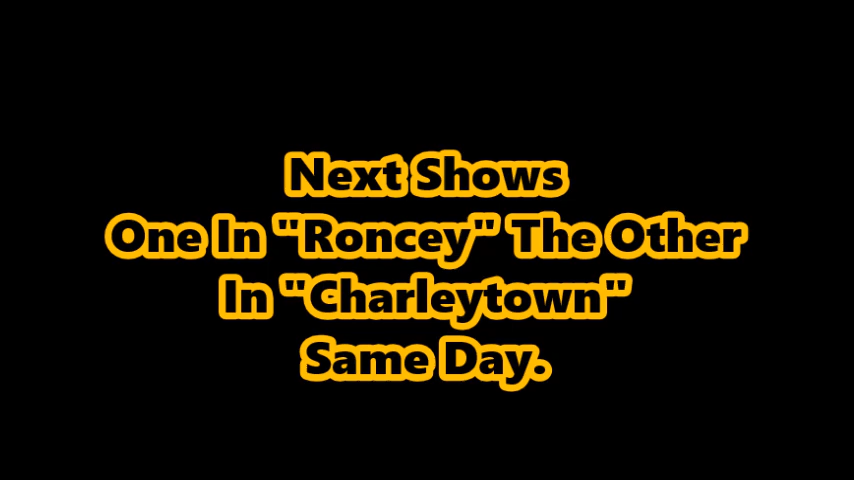 Next Shows
One In "Roncey" The Other
In "Charleytown"
Same Day.